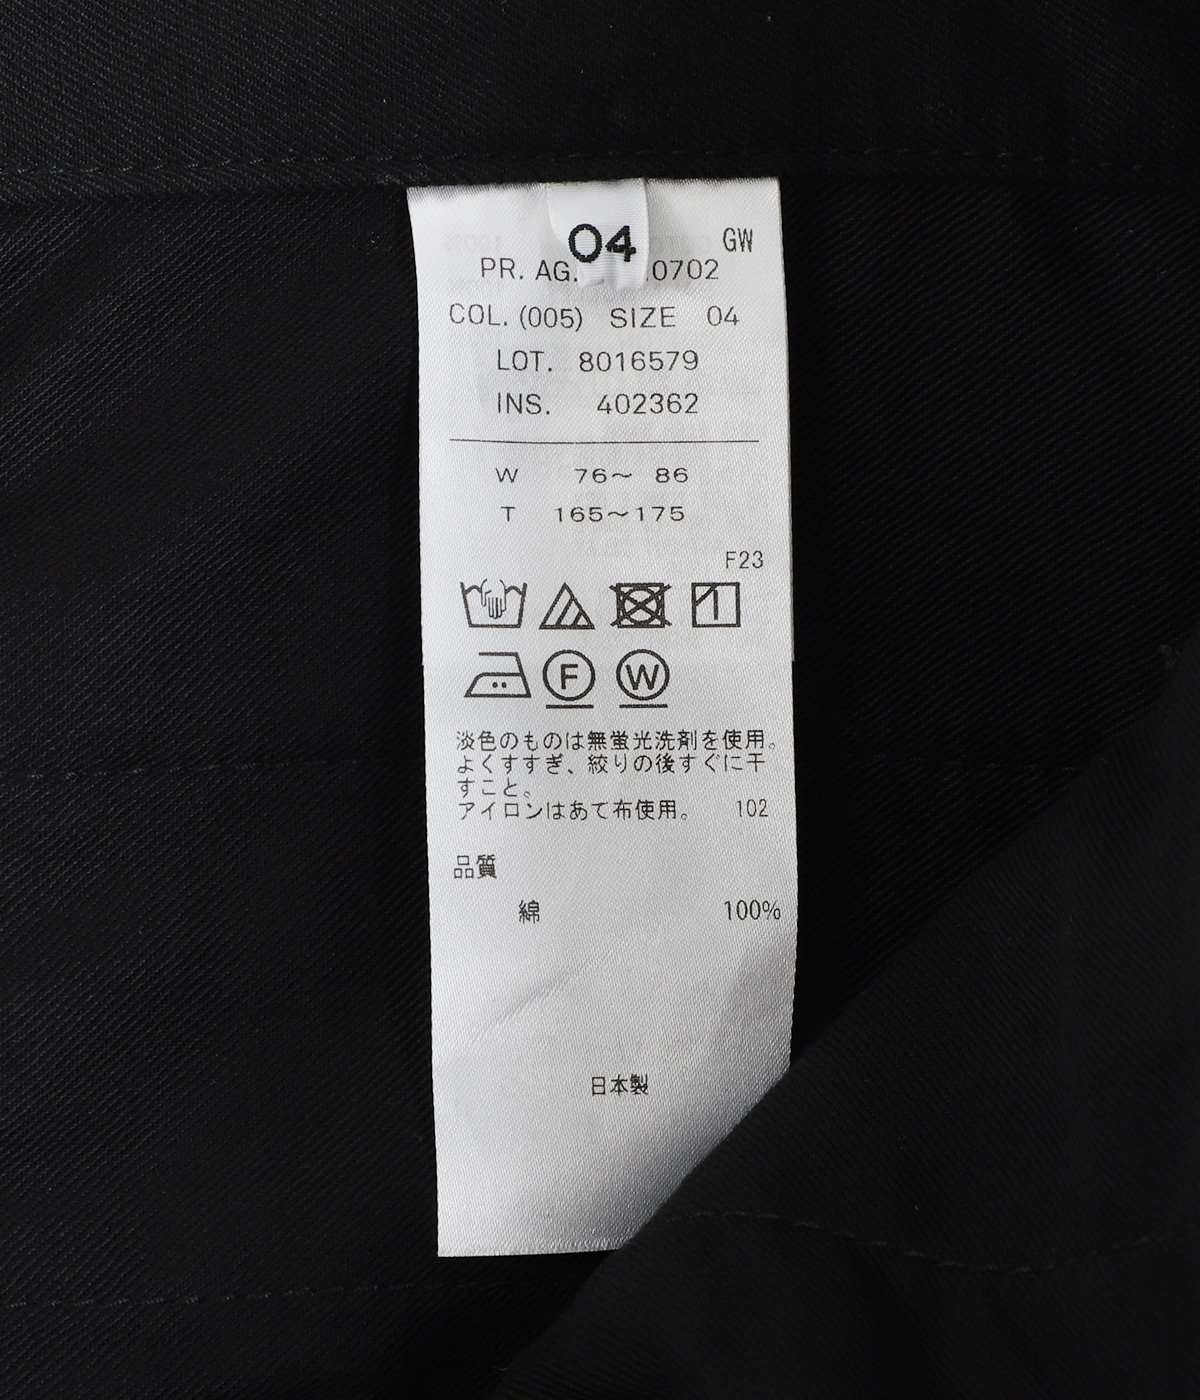 04
GW
PR. AG. .0702
COL. (005) SIZE 04
LOT. 8016579
INS. 402362
W 76～ 86
T 165～175
F23
F W
淡色のものは無蛍光洗剤を使用。
よくすすぎ、絞りの後すぐに干
すこと。
アイロンはあて布使用。 102
品質
綿 100%
日本製